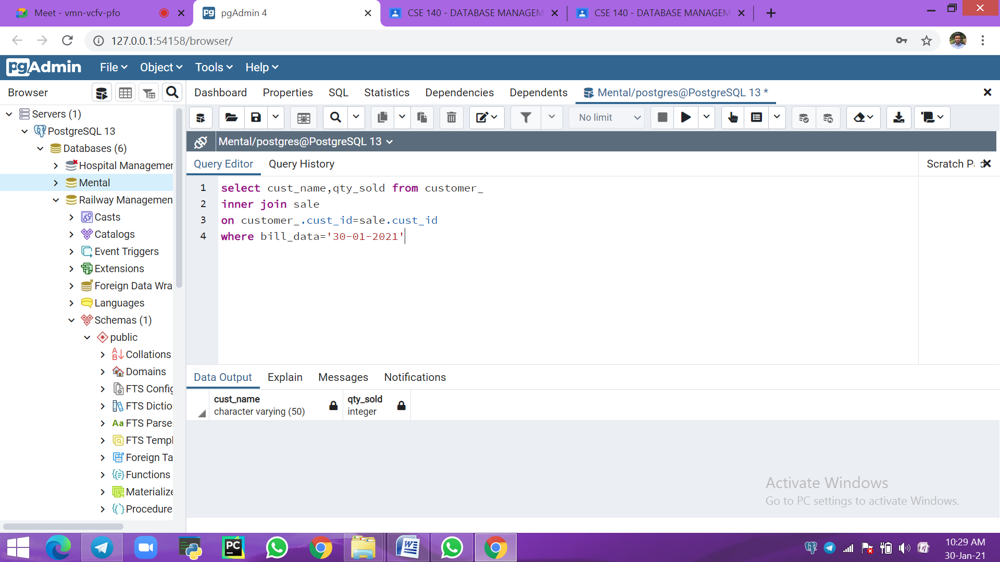 Meet - vmn-vcfv-pfo
pgAdmin 4
CSE 140 - DATABASE MANAGEM
CSE 140 - DATABASE MANAGEM
127.0.0.1:54158/browser/
pgAdmin File Object Tools Help
Browser
Dashboard Properties SQL Statistics Dependencies Dependents Mental/postgres@PostgreSQL 13 *
No limit
Mental/postgres@PostgreSQL 13
Query Editor Query History
Scratch Pad
1 select cust_name,qty_sold from customer_
2 inner join sale
3 on customer_.cust_id=sale.cust_id
4 where bill_data='30-01-2021'
Servers (1)
PostgreSQL 13
Databases (6)
Hospital Managemen
Mental
Railway Managemen
Casts
Catalogs
Event Triggers
Extensions
Foreign Data Wra
Languages
Schemas (1)
public
Collations
Domains
FTS Config
FTS Dictio
Aa FTS Parse
FTS Templ
Foreign Ta
Functions
Materialize
Procedure
Data Output Explain Messages Notifications
cust_name
character varying (50)
qty_sold
integer
Activate Windows
Go to PC settings to activate Windows.
10:29 AM
30-Jan-21